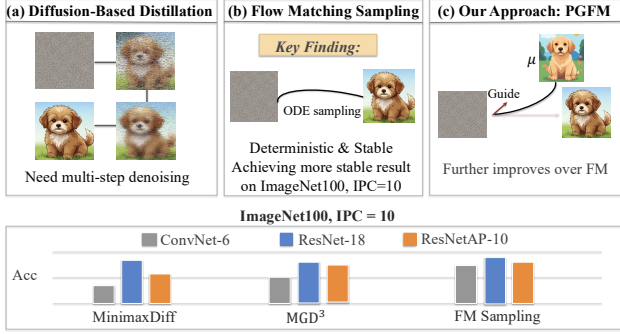 (a) Diffusion-Based Distillation
Need multi-step denoising
(b) Flow Matching Sampling
Key Finding:
ODE sampling
Deterministic & Stable
Achieving more stable result
on ImageNet100, IPC=10
(c) Our Approach: PGFM
μ
Guide
Further improves over FM
ImageNet100, IPC = 10
ConvNet-6 ResNet-18 ResNetAP-10
Acc
MinimaxDiff MGD³ FM Sampling